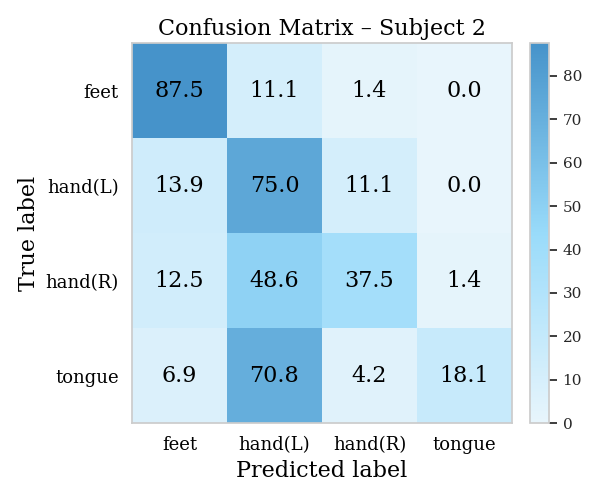 Confusion Matrix – Subject 2
True label
feet 87.5 11.1 1.4 0.0
hand(L) 13.9 75.0 11.1 0.0
hand(R) 12.5 48.6 37.5 1.4
tongue 6.9 70.8 4.2 18.1
feet hand(L) hand(R) tongue
Predicted label
80
70
60
50
40
30
20
10
0